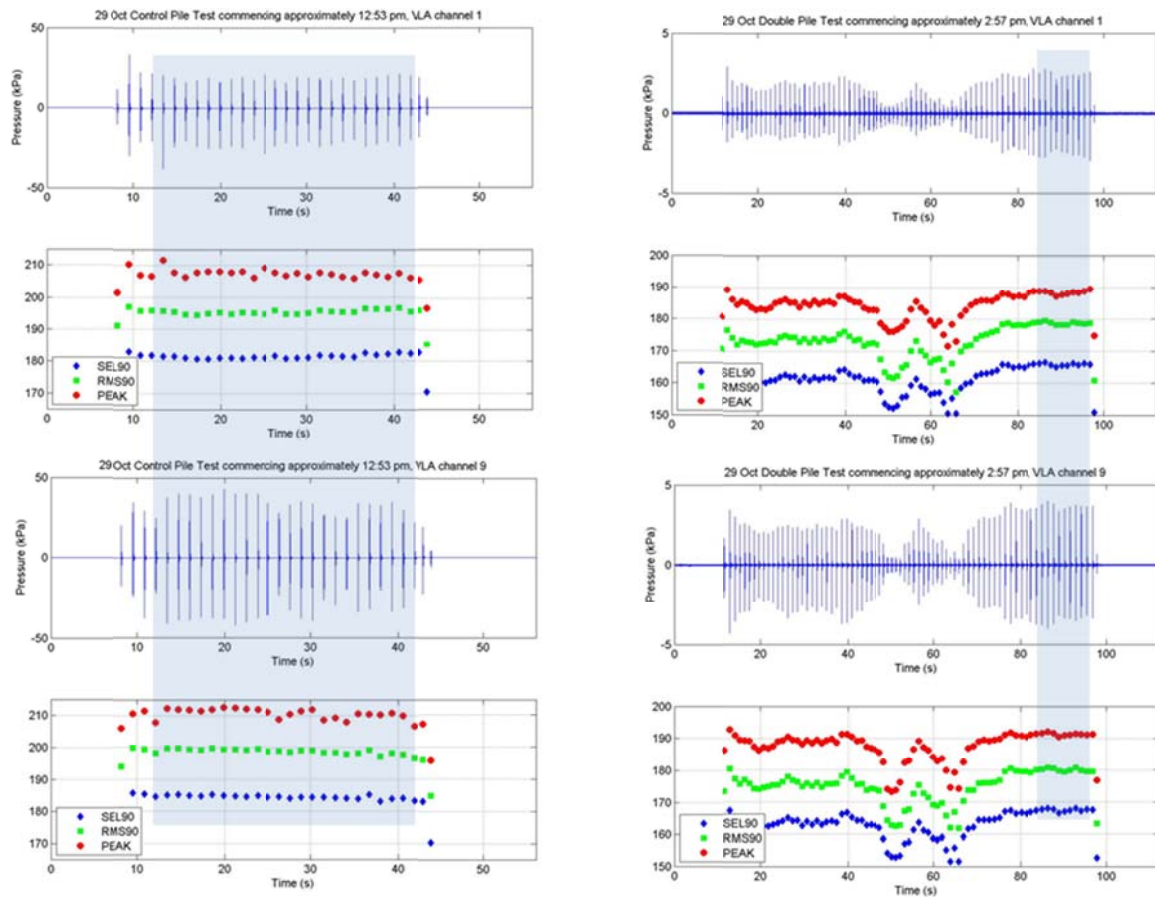 29 Oct Control Pile Test commencing approximately 12:53 pm, VLA channel 1
50
0
-50
Pressure (kPa)
0 10 20 30 40 50
Time (s)
210
200
190
180
170
SEL90
RMS90
PEAK
0 10 20 30 40 50
Time (s)
29 Oct Control Pile Test commencing approximately 12:53 pm, VLA channel 9
50
0
-50
Pressure (kPa)
0 10 20 30 40 50
Time (s)
210
200
190
180
170
SEL90
RMS90
PEAK
0 10 20 30 40 50
Time (s)
29 Oct Double Pile Test commencing approximately 2:57 pm, VLA channel 1
5
0
-5
Pressure (kPa)
0 20 40 60 80 100
Time (s)
200
190
180
170
160
150
SEL90
RMS90
PEAK
0 20 40 60 80 100
Time (s)
29 Oct Double Pile Test commencing approximately 2:57 pm, VLA channel 9
5
0
-5
Pressure (kPa)
0 20 40 60 80 100
Time (s)
200
190
180
170
160
150
SEL90
RMS90
PEAK
0 20 40 60 80 100
Time (s)